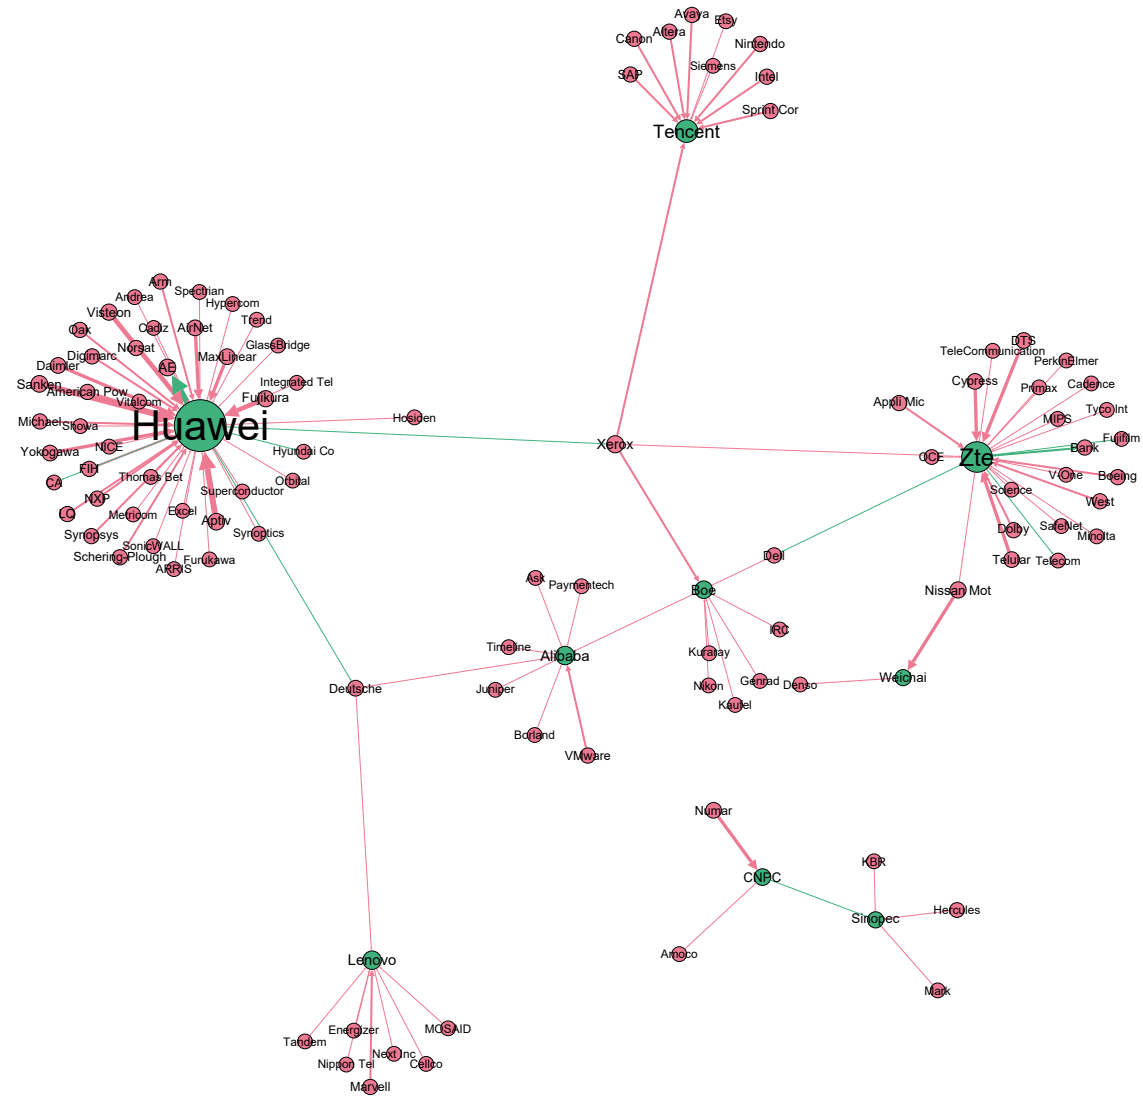 Avaya
Etsy
Altera
Canon
Nintendo
Siemens
SAP
Intel
Sprint Cor
Tencent
Arm
Spectrian
Andrea
Hypercom
Visteon
Trend
Cadiz
AirNet
Oak
GlassBridge
Norsat
Digimarc
MaxLinear
Daimler
AE
Sanken
Integrated Tel
American Pow
Fujikura
Vitalcom
Michael
Showa
Huawei
Hosiden
Yokogawa
NICE
Hyundai Co
FIH
CA
Thomas Bet
Orbital
Superconductor
NXP
LQ
Metricom
Excel
Aptiv
Synopsys
Synoptics
SonicWALL
Schering-Plough
Furukawa
ARRIS
Xerox
DTS
TeleCommunication
PerkinElmer
Cypress
Primax
Cadence
Appli Mic
Tyco Int
MIPS
Fujifilm
Bank
OCE
Zte
V-One
Boeing
Science
West
Dolby
SafeNet
Minolta
Telular
Telecom
Dell
Nissan Mot
Ask
Paymentech
Boe
IRC
Timeline
Alibaba
Kuraray
Weichai
Deutsche
Juniper
Nikon
Genrad
Denso
Kaufel
Borland
VMware
Numar
KBR
CNPC
Sinopec
Hercules
Amoco
Mark
Lenovo
Energizer
MOSAID
Tandem
Next Inc
Nippon Tel
Cellco
Marvell